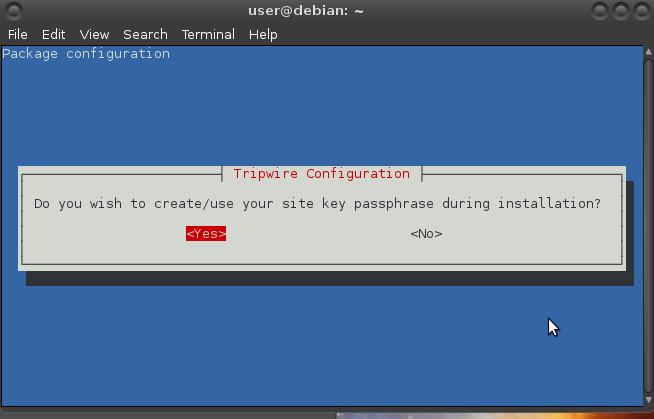 user@debian: ~
File Edit View Search Terminal Help
Package configuration
Tripwire Configuration
Do you wish to create/use your site key passphrase during installation?
<Yes> <No>